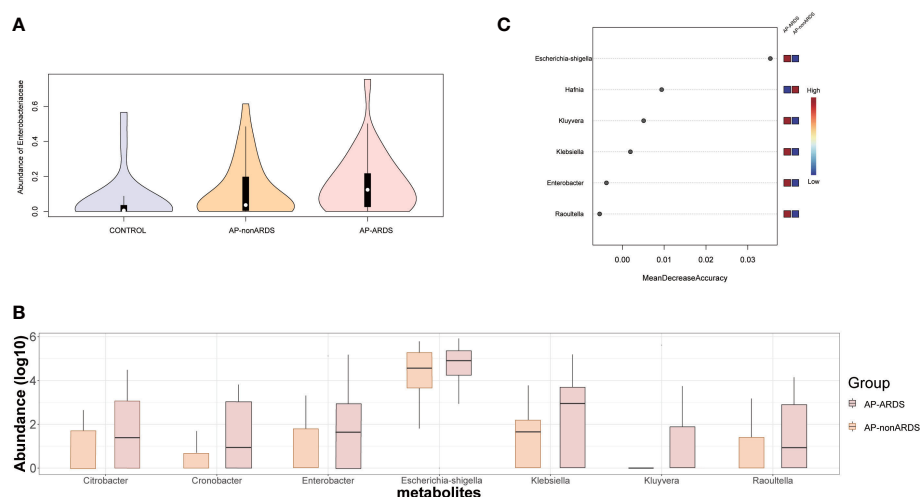 A
Abundance of Enterobacteriaceae
0.6
0.4
0.2
0.0
CONTROL
AP-nonARDS
AP-ARDS
C
AP-ARDS
AP-nonARDS
Escherichia-shigella
Hafnia
Kluyvera
Klebsiella
Enterobacter
Raoultella
High
Low
0.00 0.01 0.02 0.03
MeanDecreaseAccuracy
B
Abundance (log10)
6
4
2
0
Citrobacter Cronobacter Enterobacter Escherichia-shigella Klebsiella Kluyvera Raoultella
metabolites
Group
AP-ARDS
AP-nonARDS